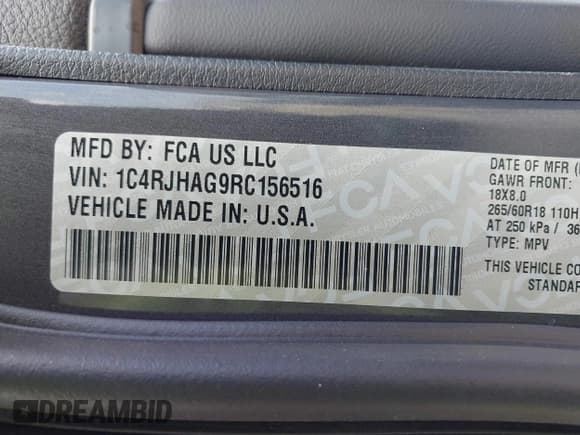 MFD BY: FCA US LLC
VIN: 1C4RJHAG9RC156516
VEHICLE MADE IN: U.S.A.
DATE OF MFR
GAWR FRONT:
18X8.0
265/60R18 110H
AT 250 kPa / 36
TYPE: MPV
THIS VEHICLE
STANDAR
DREAMBID